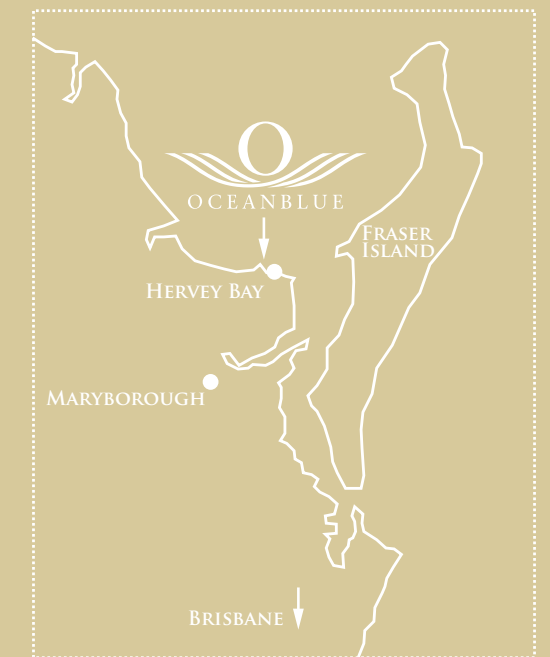 O
OCEANBLUE
FRASER
ISLAND
HERVEY BAY
MARYBOROUGH
BRISBANE